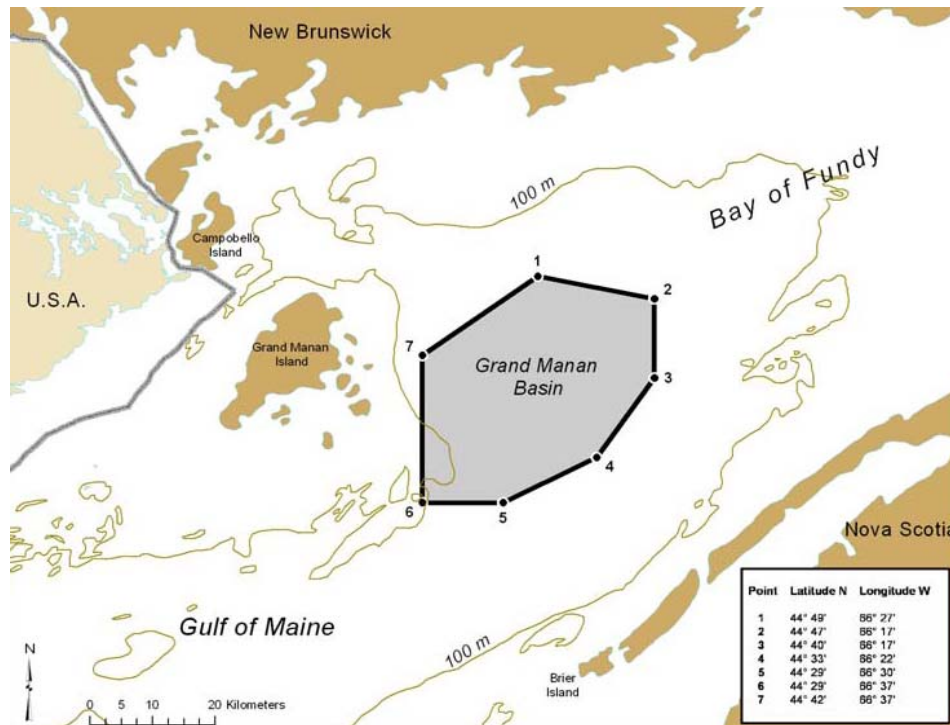 New Brunswick
Bay of Fundy
100 m
Campobello
Island
U.S.A.
1
2
Grand Manan
Island
7
Grand Manan
Basin
3
4
6
5
Nova Scotia
Gulf of Maine
100 m
Brier
Island
N
0 5 10 20 Kilometers
Point Latitude N Longitude W
1 44° 49' 66° 27'
2 44° 47' 66° 17'
3 44° 40' 66° 17'
4 44° 33' 66° 22'
5 44° 29' 66° 30'
6 44° 29' 66° 37'
7 44° 42' 66° 37'